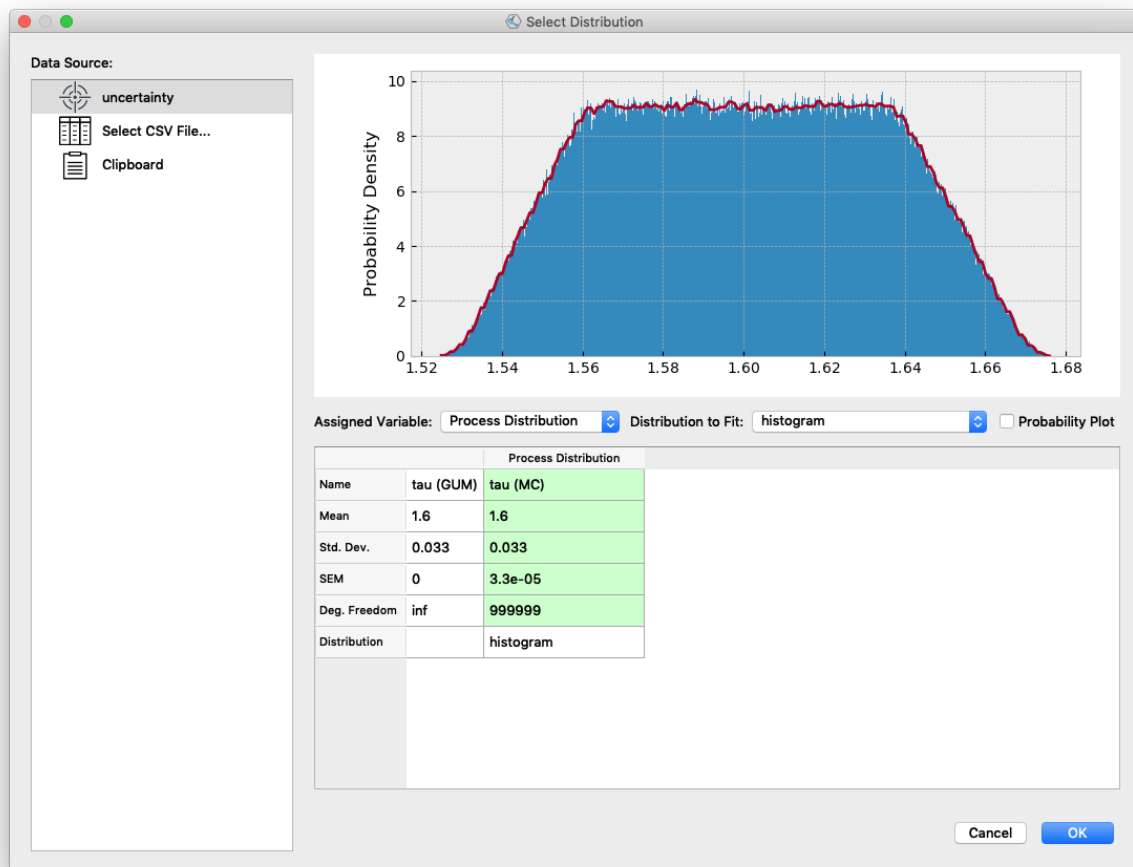 Select Distribution
Data Source:
uncertainty
Select CSV File...
Clipboard
10
8
6
4
2
0
Probability Density
1.52 1.54 1.56 1.58 1.60 1.62 1.64 1.66 1.68
Assigned Variable: Process Distribution Distribution to Fit: histogram Probability Plot
Process Distribution
Name tau (GUM) tau (MC)
Mean 1.6 1.6
Std. Dev. 0.033 0.033
SEM 0 3.3e-05
Deg. Freedom inf 999999
Distribution histogram
Cancel OK